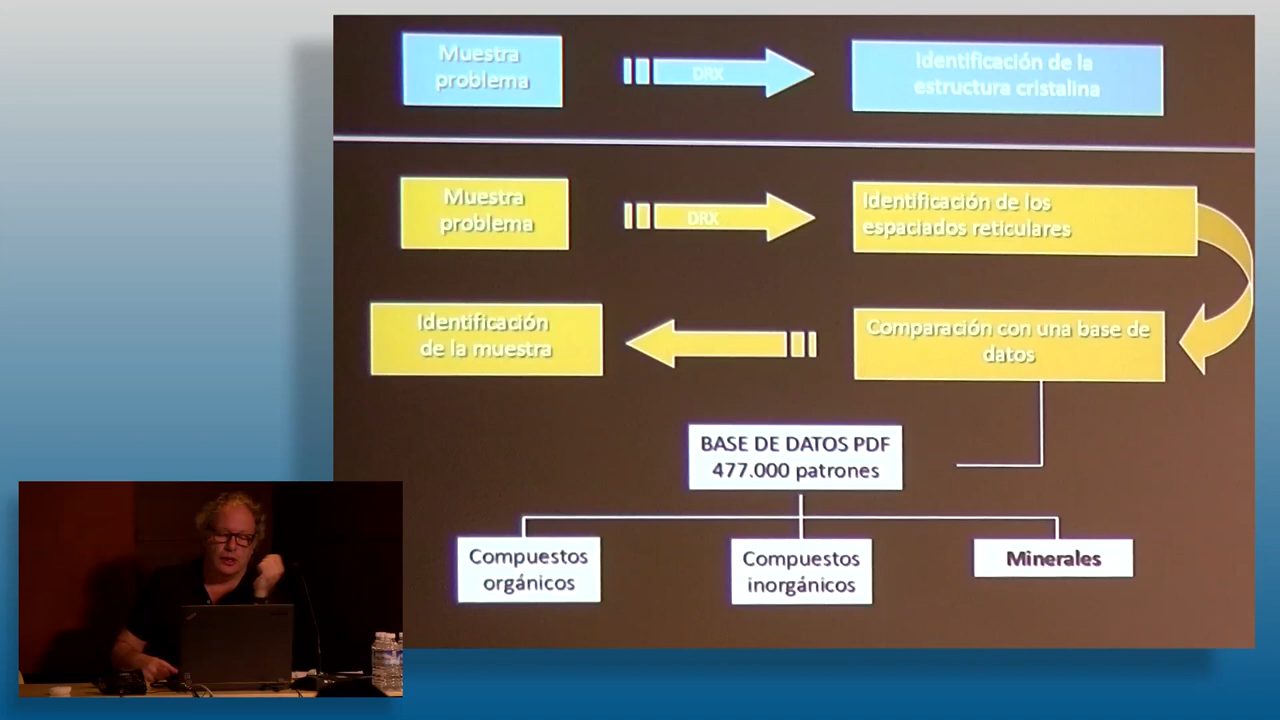 Muestra
problema
DRX
Identificación de la
estructura cristalina
Muestra
problema
DRX
Identificación de los
espaciados reticulares
Identificación
de la muestra
Comparación con una base de
datos
BASE DE DATOS PDF
477.000 patrones
Compuestos
orgánicos
Compuestos
inorgánicos
Minerales